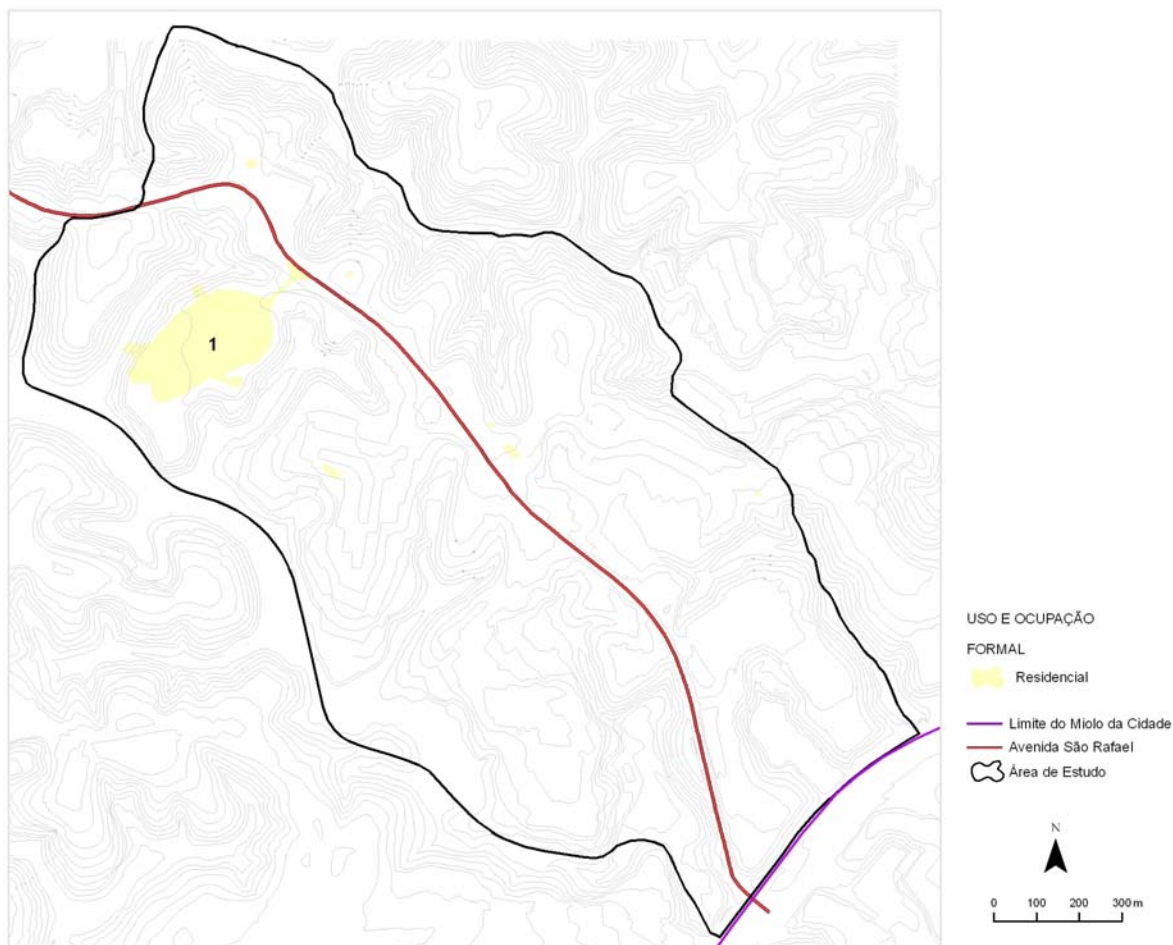 1
USO E OCUPAÇÃO
FORMAL
Residencial
Limite do Miolo da Cidade
Avenida São Rafael
Área de Estudo
N
0 100 200 300 m